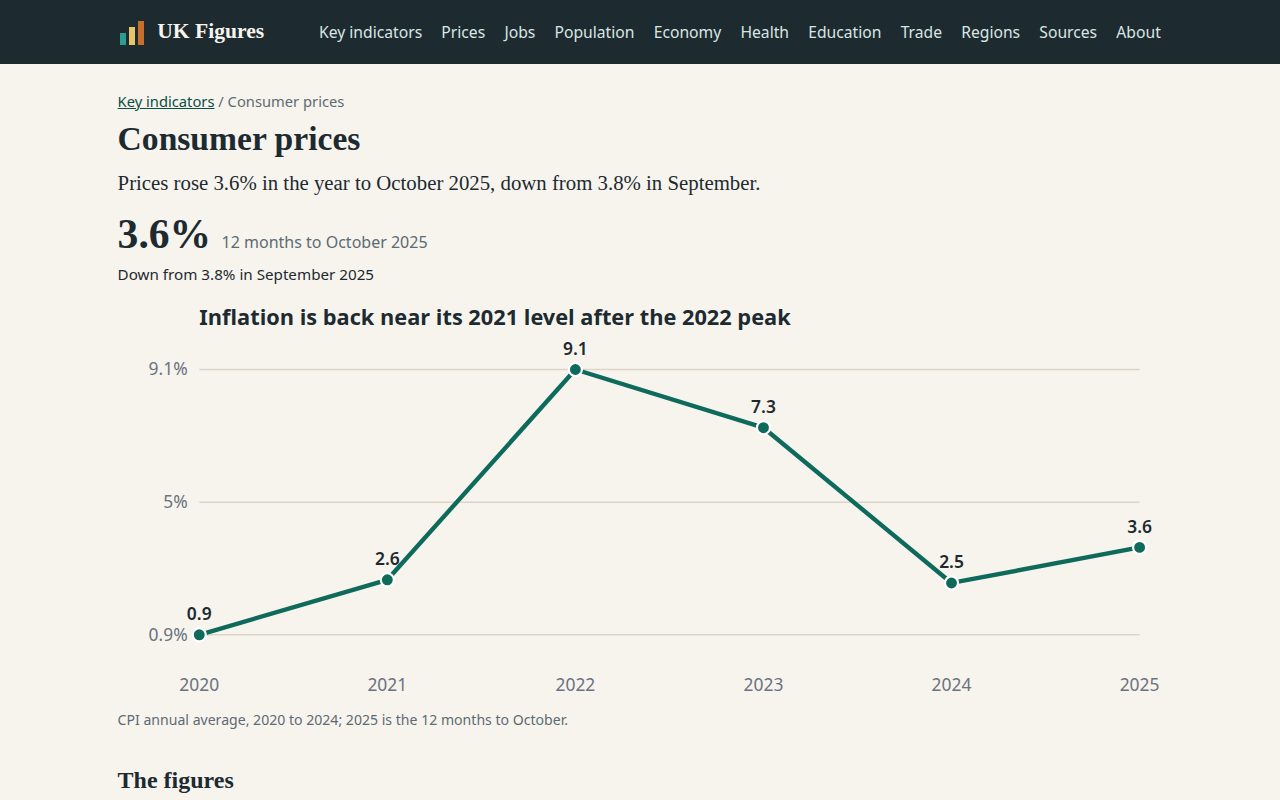 UK Figures
Key indicators Prices Jobs Population Economy Health Education Trade Regions Sources About
Key indicators / Consumer prices
Consumer prices
Prices rose 3.6% in the year to October 2025, down from 3.8% in September.
3.6% 12 months to October 2025
Down from 3.8% in September 2025
Inflation is back near its 2021 level after the 2022 peak
9.1
9.1%
7.3
5%
3.6
2.6
2.5
0.9
0.9%
2020 2021 2022 2023 2024 2025
CPI annual average, 2020 to 2024; 2025 is the 12 months to October.
The figures